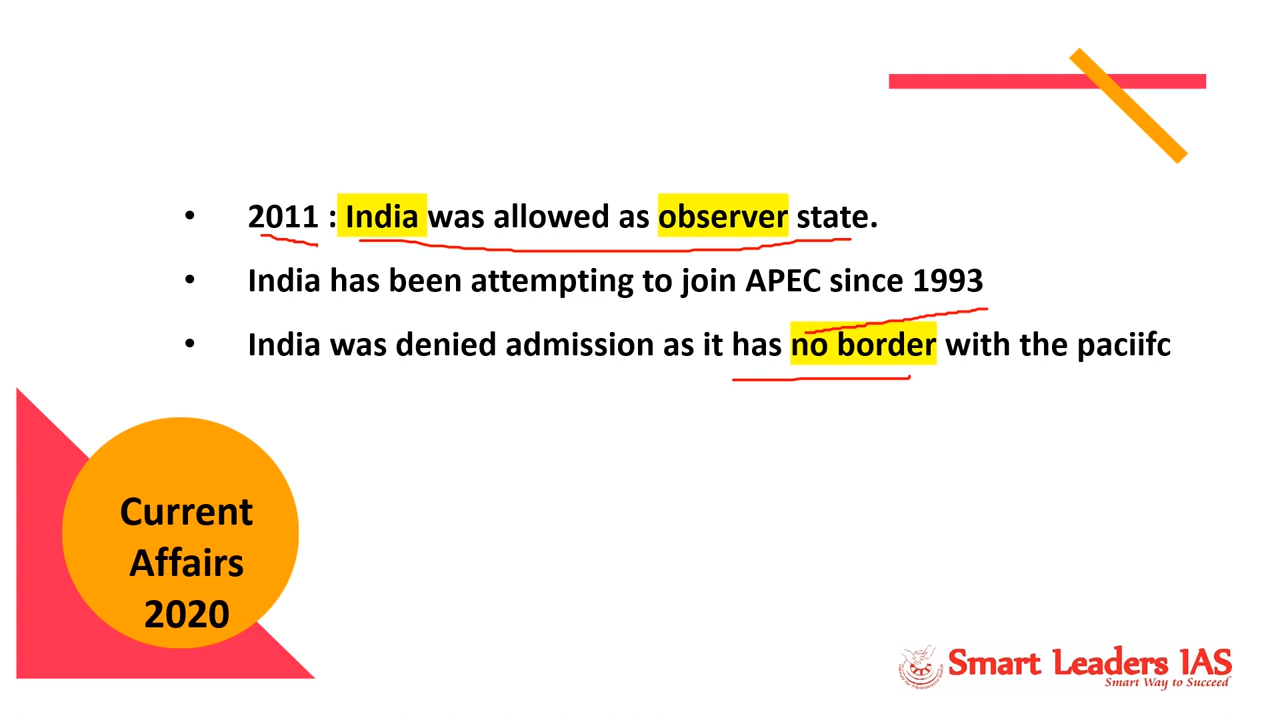 • 2011 : India was allowed as observer state.
• India has been attempting to join APEC since 1993
• India was denied admission as it has no border with the paciifc
Current
Affairs
2020
Smart Leaders IAS
Smart Way to Succeed